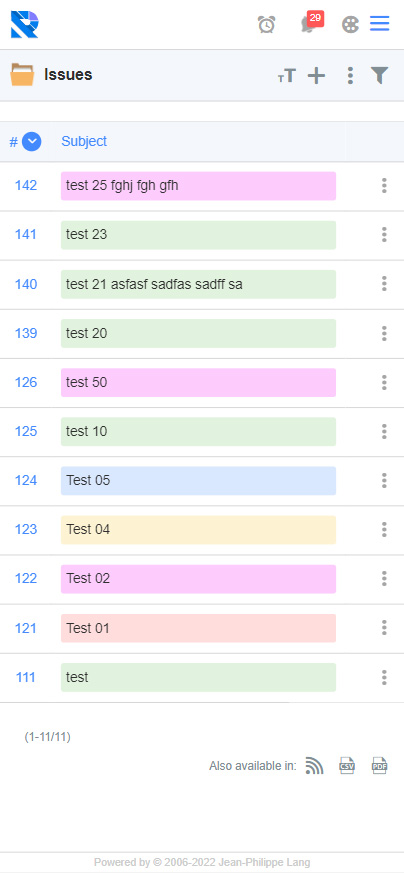 29
Issues
TT
# Subject
142 test 25 fghj fgh gfh
141 test 23
140 test 21 asfasf sadfas sadff sa
139 test 20
126 test 50
125 test 10
124 Test 05
123 Test 04
122 Test 02
121 Test 01
111 test
(1-11/11)
Also available in: CSV PDF
Powered by © 2006-2022 Jean-Philippe Lang